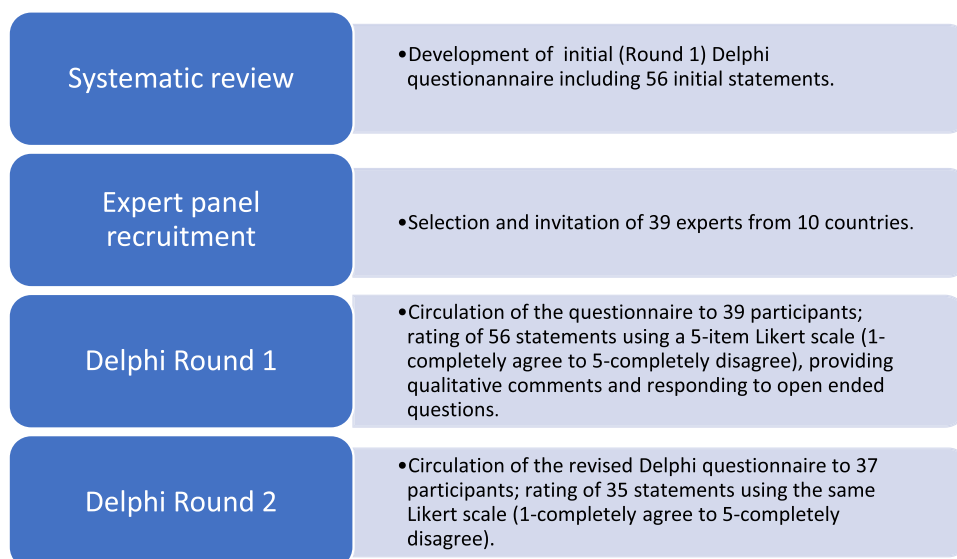 Systematic review
•Development of  initial (Round 1) Delphi
questionannaire including 56 initial statements.
Expert panel
recruitment
•Selection and invitation of 39 experts from 10 countries.
Delphi Round 1
•Circulation of the questionnaire to 39 participants;
rating of 56 statements using a 5-item Likert scale (1-
completely agree to 5-completely disagree), providing
qualitative comments and responding to open ended
questions.
Delphi Round 2
•Circulation of the revised Delphi questionnaire to 37
participants; rating of 35 statements using the same
Likert scale (1-completely agree to 5-completely
disagree).